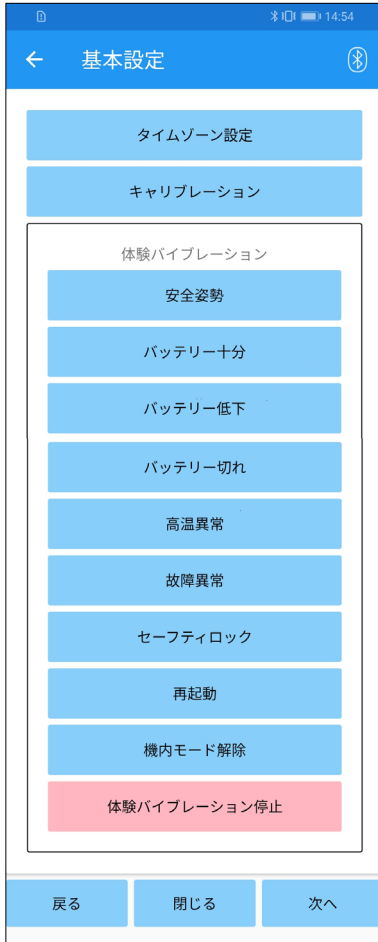 14:54
基本設定
タイムゾーン設定
キャリブレーション
体験バイブレーション
安全姿勢
バッテリー十分
バッテリー低下
バッテリー切れ
高温異常
故障異常
セーフティロック
再起動
機内モード解除
体験バイブレーション停止
戻る 閉じる 次へ